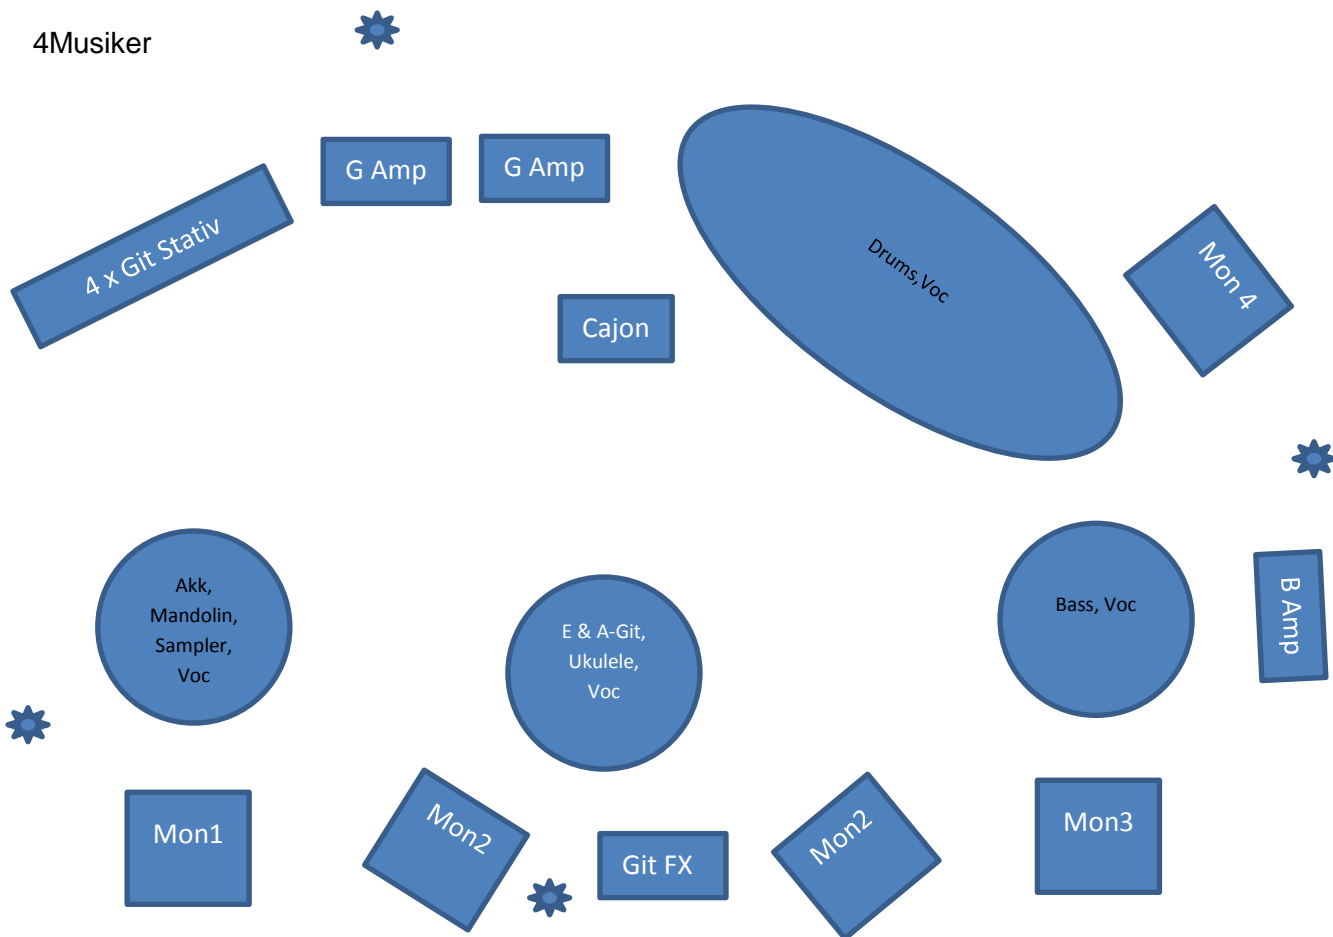 4Musiker
G Amp
G Amp
4 x Git Stativ
Drums,Voc
Mon 4
Cajon
Akk,
Mandolin,
Sampler,
Voc
E & A-Git,
Ukulele,
Voc
Bass, Voc
B Amp
Mon1
Mon2
Git FX
Mon2
Mon3